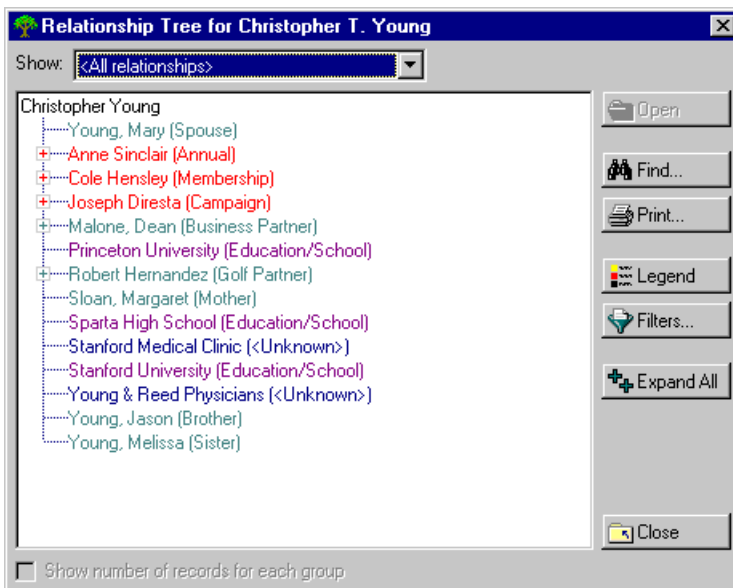 Relationship Tree for Christopher T. Young
Show: <All relationships>
Christopher Young
Young, Mary (Spouse)
Anne Sinclair (Annual)
Cole Hensley (Membership)
Joseph Diresta (Campaign)
Malone, Dean (Business Partner)
Princeton University (Education/School)
Robert Hernandez (Golf Partner)
Sloan, Margaret (Mother)
Sparta High School (Education/School)
Stanford Medical Clinic (<Unknown>)
Stanford University (Education/School)
Young & Reed Physicians (<Unknown>)
Young, Jason (Brother)
Young, Melissa (Sister)
Open
Find...
Print...
Legend
Filters...
Expand All
Close
Show number of records for each group